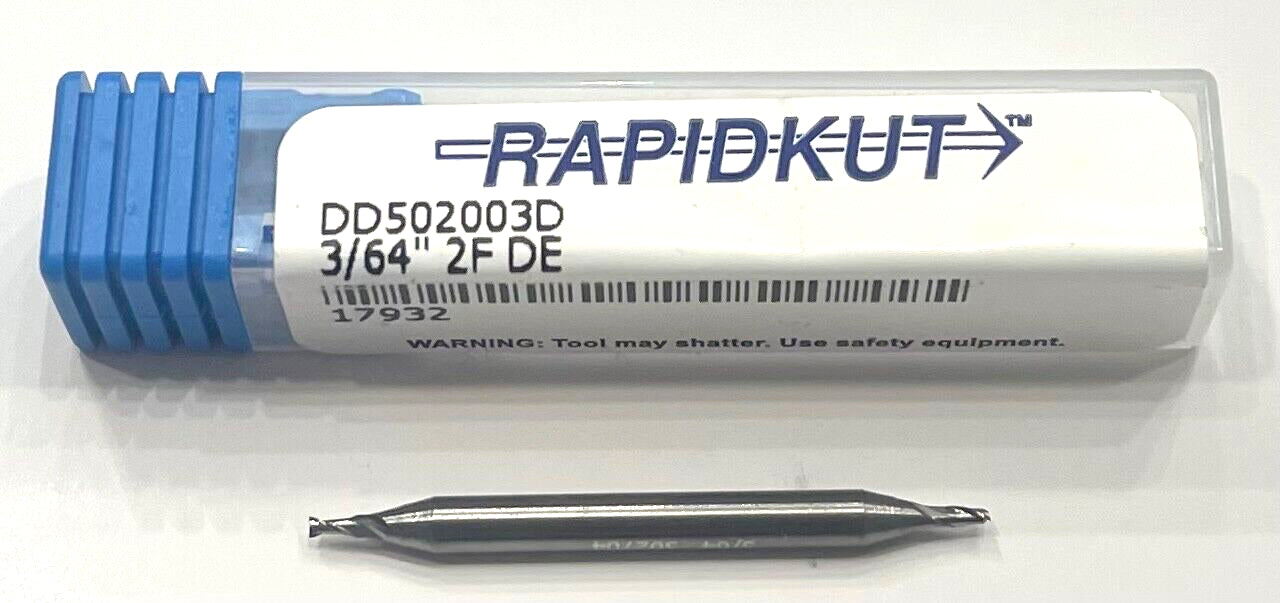 RAPIDKUT™
DD502003D
3/64" 2F DE
17932
WARNING: Tool may shatter. Use safety equipment.